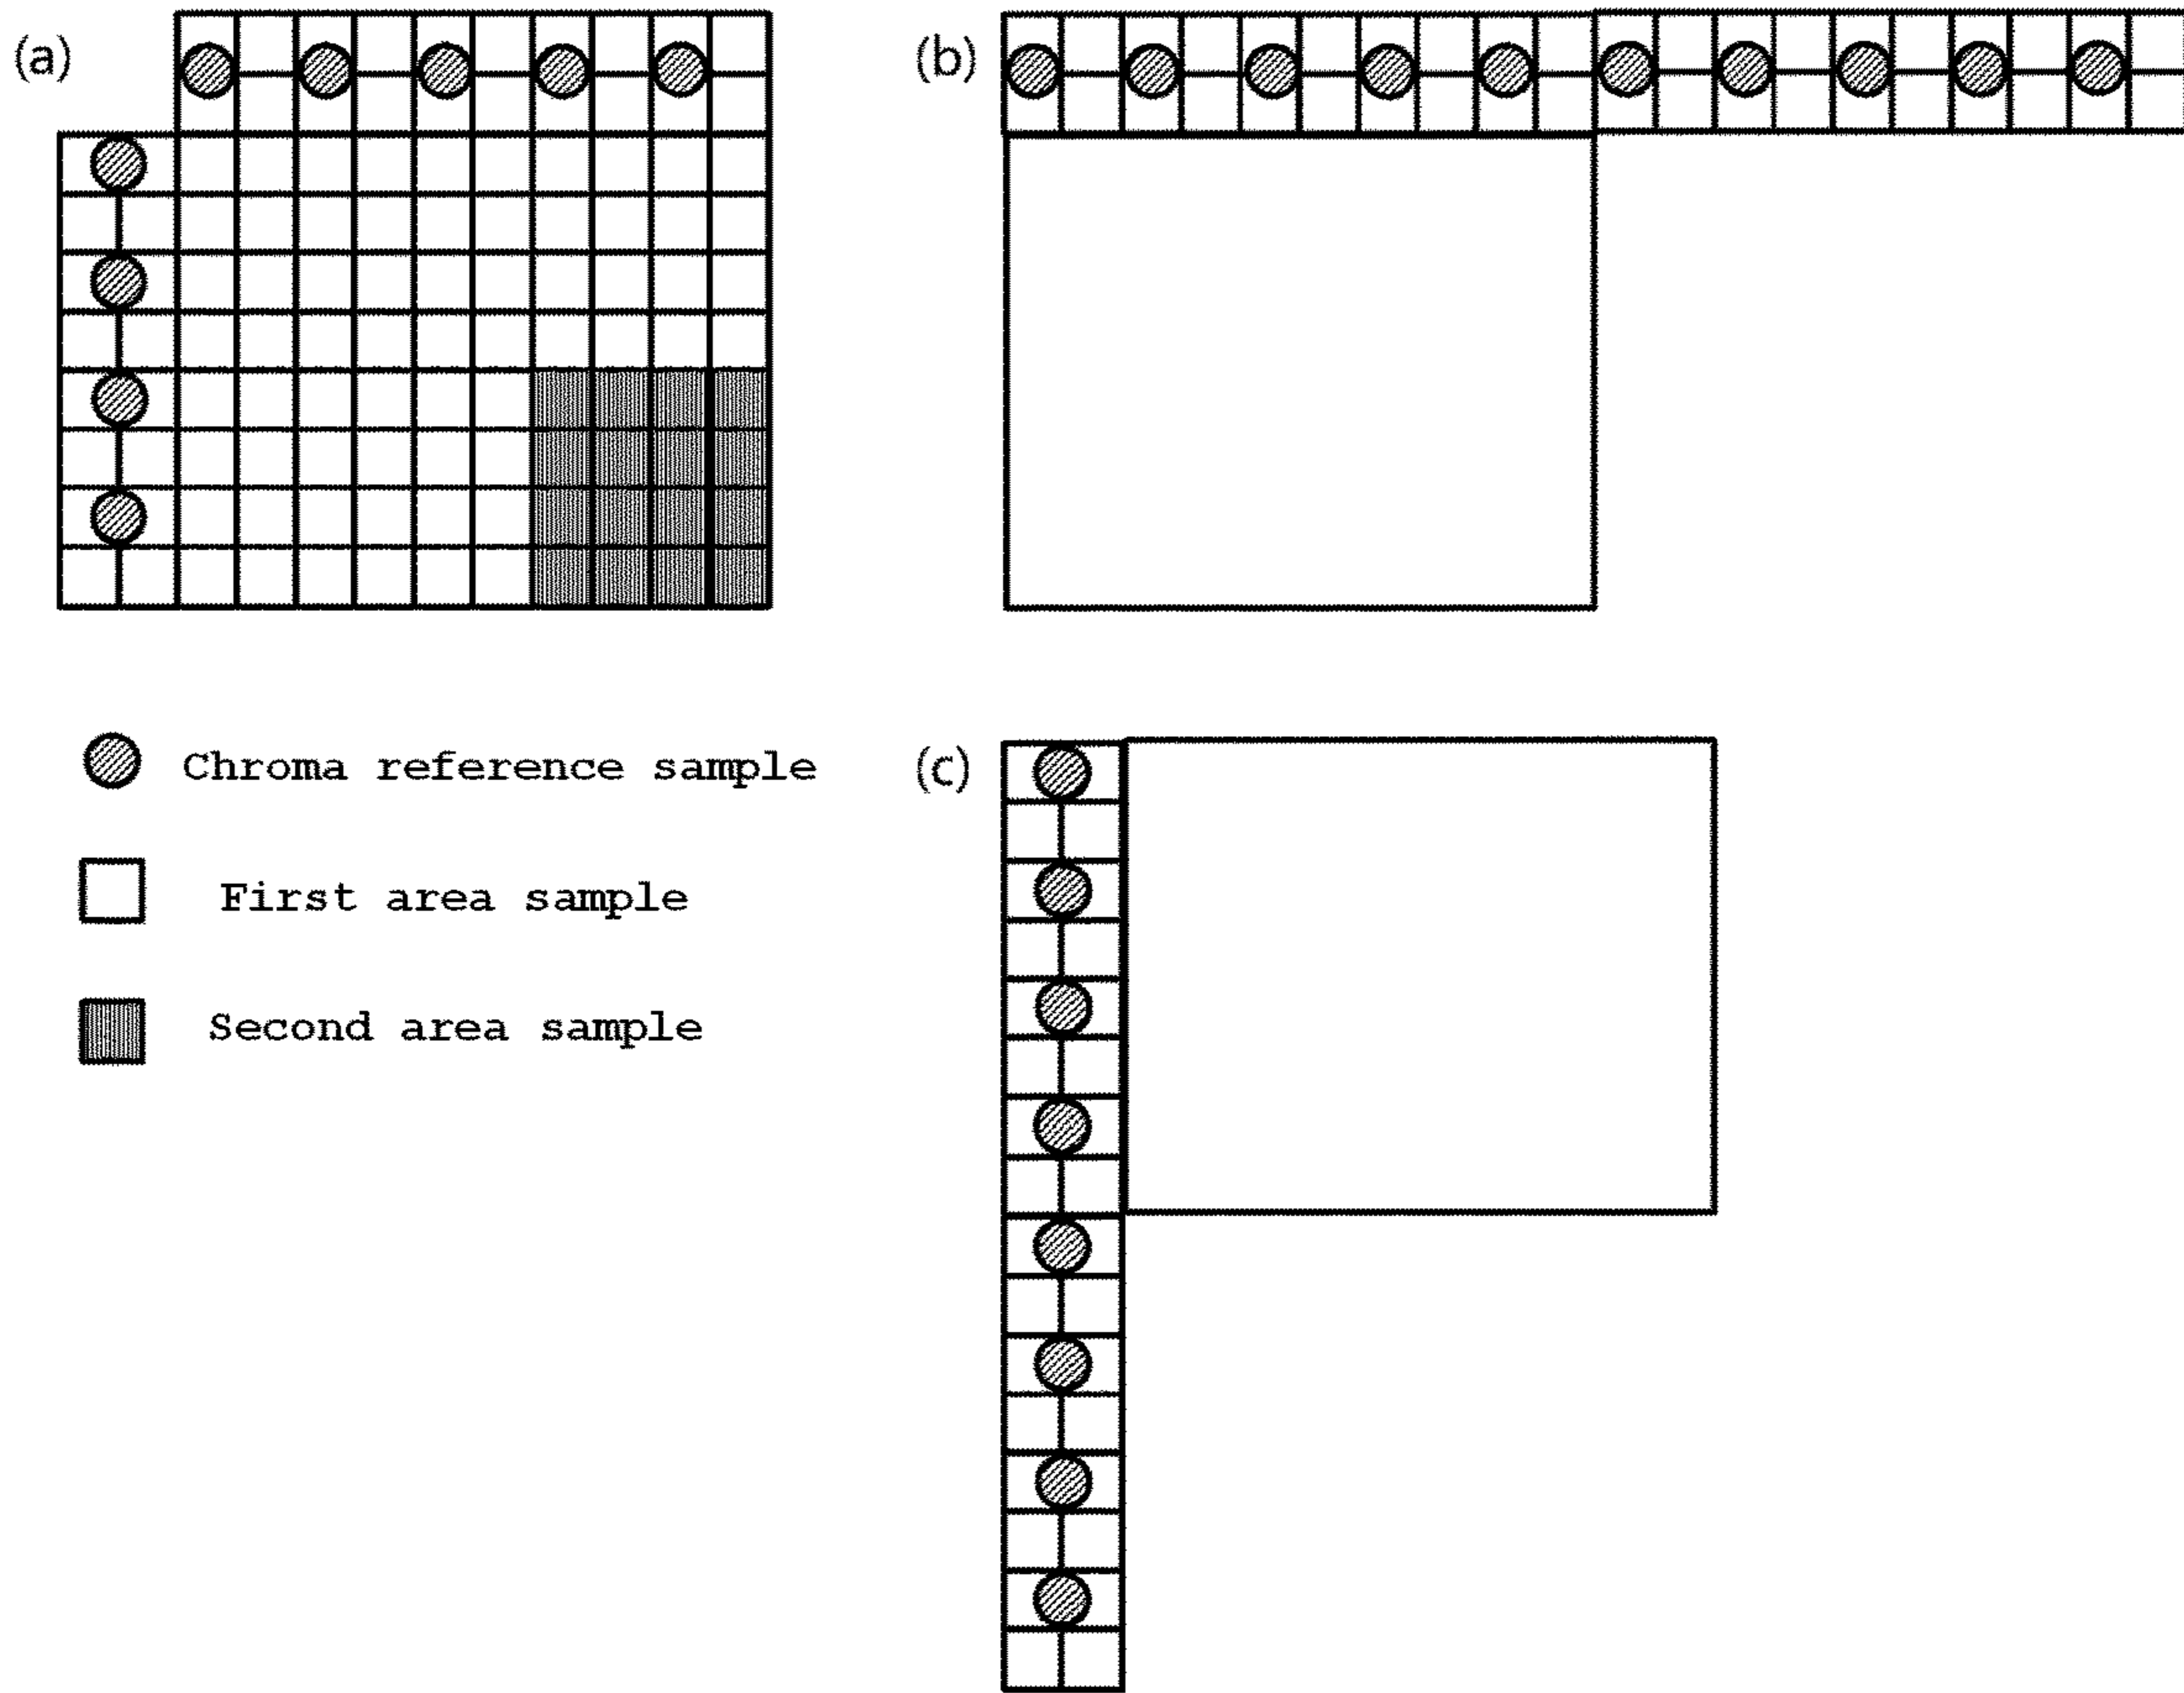 (a)
(b)
Chroma reference sample
(c)
First area sample
Second area sample